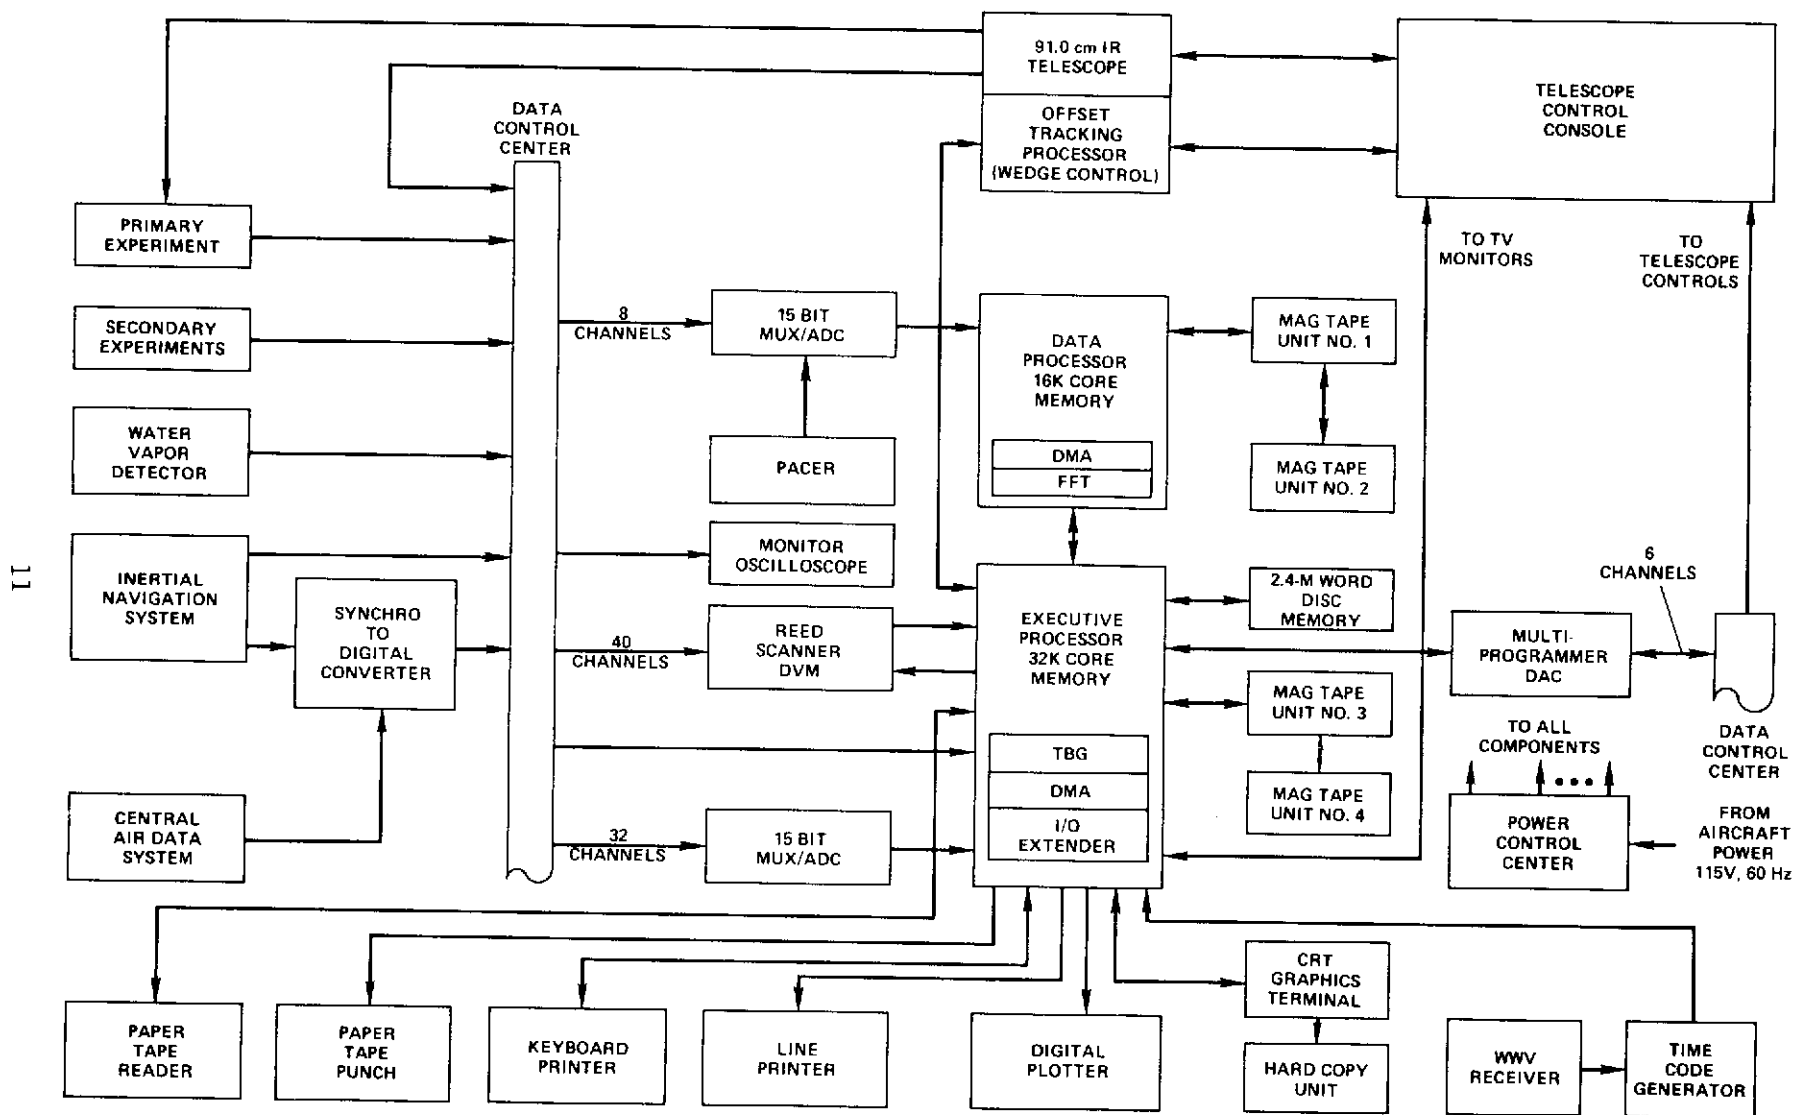 91.0 cm IR
TELESCOPE
OFFSET
TRACKING
PROCESSOR
(WEDGE CONTROL)
TELESCOPE
CONTROL
CONSOLE
DATA
CONTROL
CENTER
PRIMARY
EXPERIMENT
TO TV
MONITORS
TO
TELESCOPE
CONTROLS
SECONDARY
EXPERIMENTS
8
CHANNELS
15 BIT
MUX/ADC
DATA
PROCESSOR
16K CORE
MEMORY
DMA
FFT
MAG TAPE
UNIT NO. 1
MAG TAPE
UNIT NO. 2
WATER
VAPOR
DETECTOR
PACER
MONITOR
OSCILLOSCOPE
11
INERTIAL
NAVIGATION
SYSTEM
SYNCHRO
TO
DIGITAL
CONVERTER
40
CHANNELS
REED
SCANNER
DVM
EXECUTIVE
PROCESSOR
32K CORE
MEMORY
TBG
DMA
I/O
EXTENDER
2.4-M WORD
DISC
MEMORY
MAG TAPE
UNIT NO. 3
MAG TAPE
UNIT NO. 4
6
CHANNELS
MULTI-
PROGRAMMER
DAC
DATA
CONTROL
CENTER
TO ALL
COMPONENTS
POWER
CONTROL
CENTER
FROM
AIRCRAFT
POWER
115V, 60 Hz
CENTRAL
AIR DATA
SYSTEM
32
CHANNELS
15 BIT
MUX/ADC
PAPER
TAPE
READER
PAPER
TAPE
PUNCH
KEYBOARD
PRINTER
LINE
PRINTER
DIGITAL
PLOTTER
CRT
GRAPHICS
TERMINAL
HARD COPY
UNIT
WWV
RECEIVER
TIME
CODE
GENERATOR